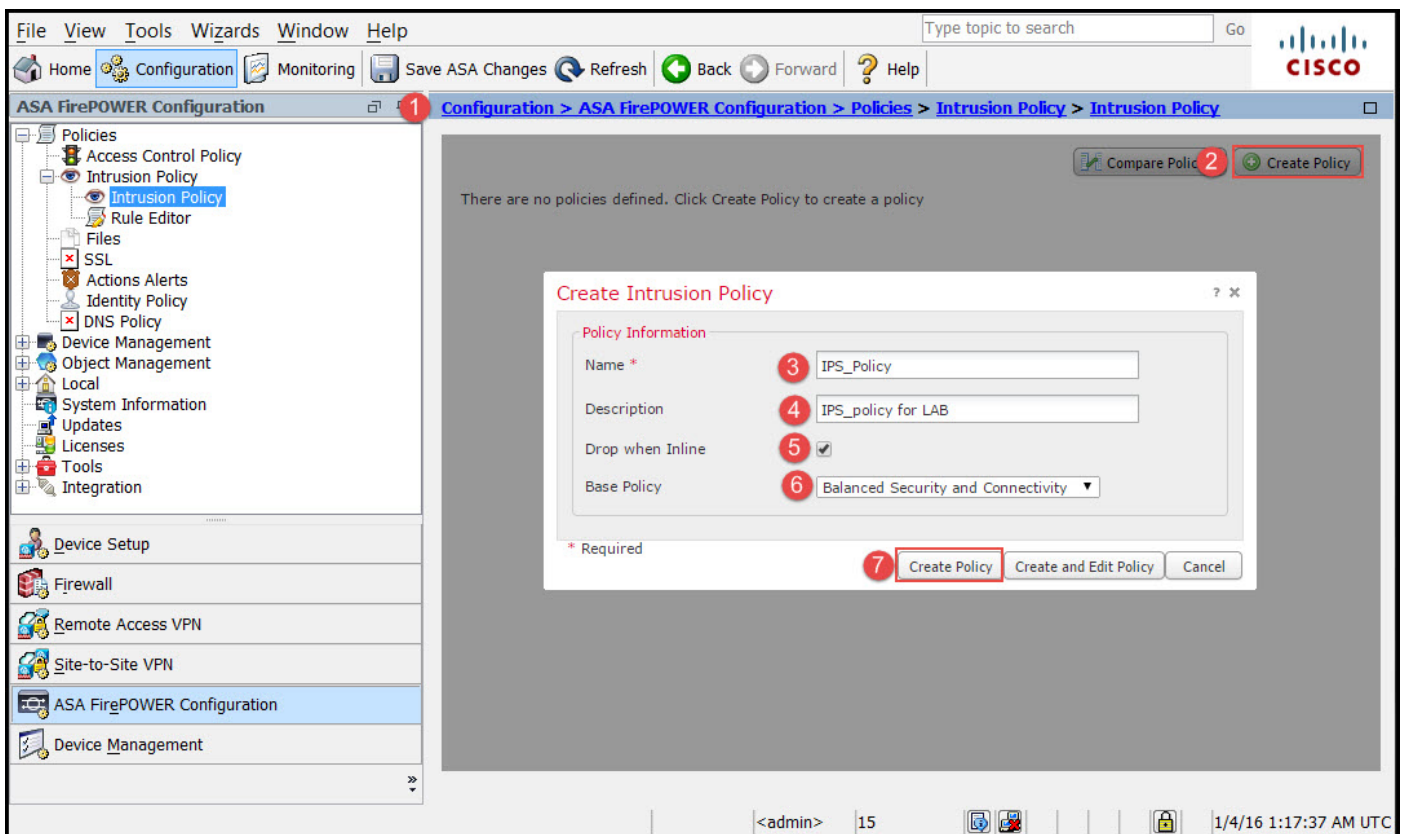 File View Tools Wizards Window Help
Type topic to search Go
Home Configuration Monitoring Save ASA Changes Refresh Back Forward Help
CISCO
ASA FirePOWER Configuration
1 Configuration > ASA FirePOWER Configuration > Policies > Intrusion Policy > Intrusion Policy
Policies
Access Control Policy
Intrusion Policy
Intrusion Policy
Rule Editor
Files
SSL
Actions Alerts
Identity Policy
DNS Policy
Device Management
Object Management
Local
System Information
Updates
Licenses
Tools
Integration
Device Setup
Firewall
Remote Access VPN
Site-to-Site VPN
ASA FirePOWER Configuration
Device Management
Compare 2 Create Policy
There are no policies defined. Click Create Policy to create a policy
Create Intrusion Policy ?
Policy Information
Name * 3 IPS_Policy
Description 4 IPS_policy for LAB
Drop when Inline 5
Base Policy 6 Balanced Security and Connectivity
* Required
7 Create Policy Create and Edit Policy Cancel
<admin> 15 1/4/16 1:17:37 AM UTC